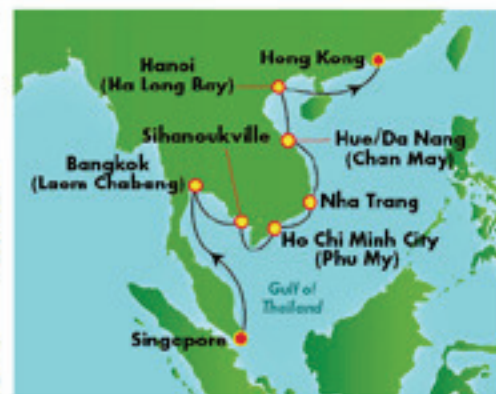 Hanoi
(Ha Long Bay)
Hong Kong
Sihanoukville
Hue/Da Nang
(Chan May)
Bangkok
(Laem Chabang)
Nha Trang
Ho Chi Minh City
(Phu My)
Gulf of
Thailand
Singapore